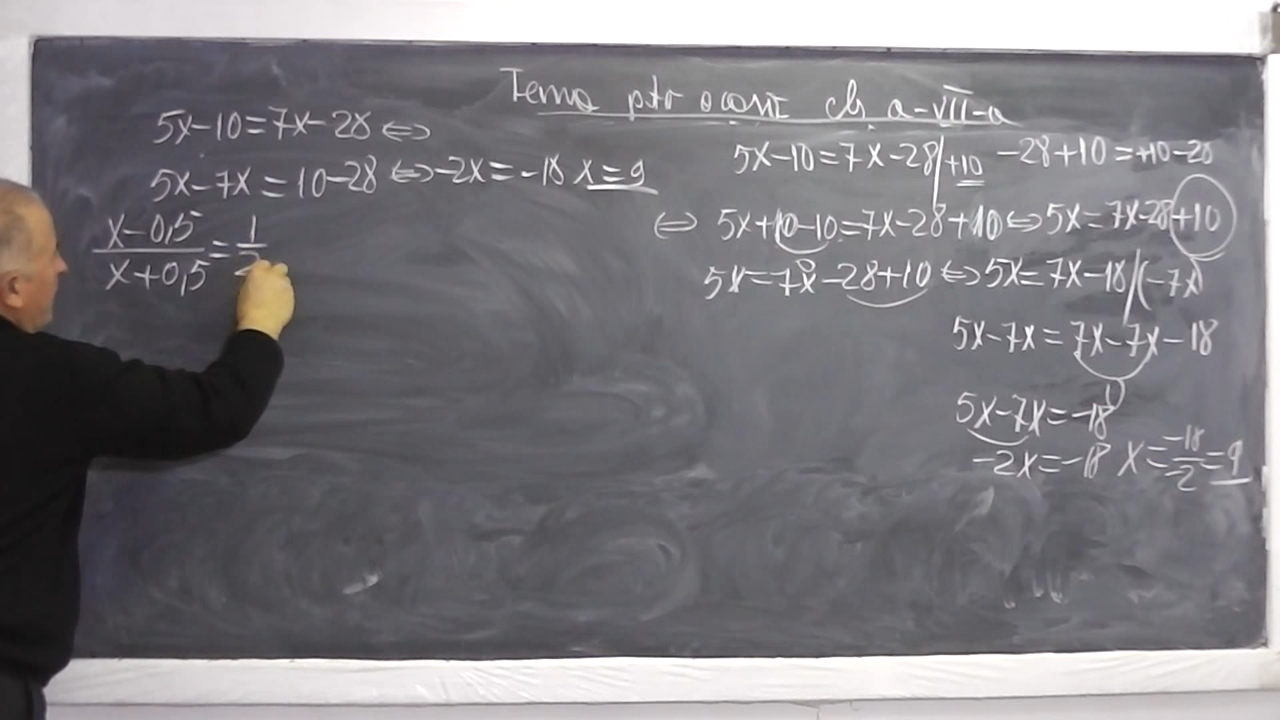 Tema ptr a-VII-a
5x-10=7x-28 ⇔
5x-7x=10-28 ⇔ -2x=-18 x=9
x-0,5/x+0,5=1/2
5x-10=7x-28/+10 -28+10=+10-28
⇔ 5x+10-10=7x-28+10 ⇔ 5x=7x-28+10
5x=7x-28+10 ⇔ 5x=7x-18/(-7x)
5x-7x=7x-7x-18
0
5x-7x=-18
-2x=-18 x=-18/-2=9